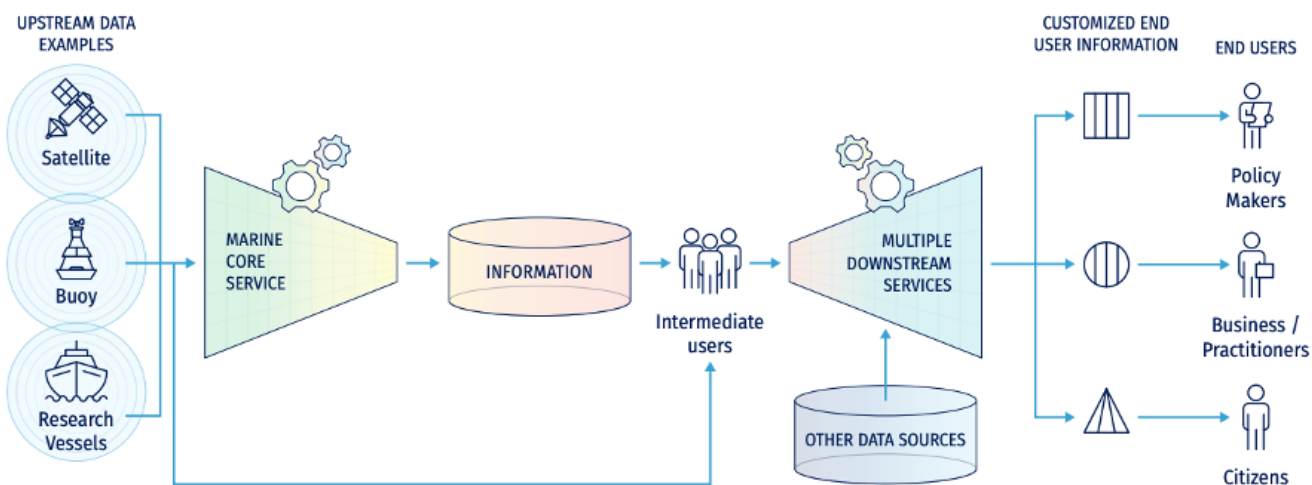 UPSTREAM DATA
EXAMPLES
Satellite
Buoy
Research
Vessels
MARINE
CORE
SERVICE
INFORMATION
Intermediate
users
MULTIPLE
DOWNSTREAM
SERVICES
OTHER DATA SOURCES
CUSTOMIZED END
USER INFORMATION
END USERS
Policy
Makers
Business /
Practitioners
Citizens